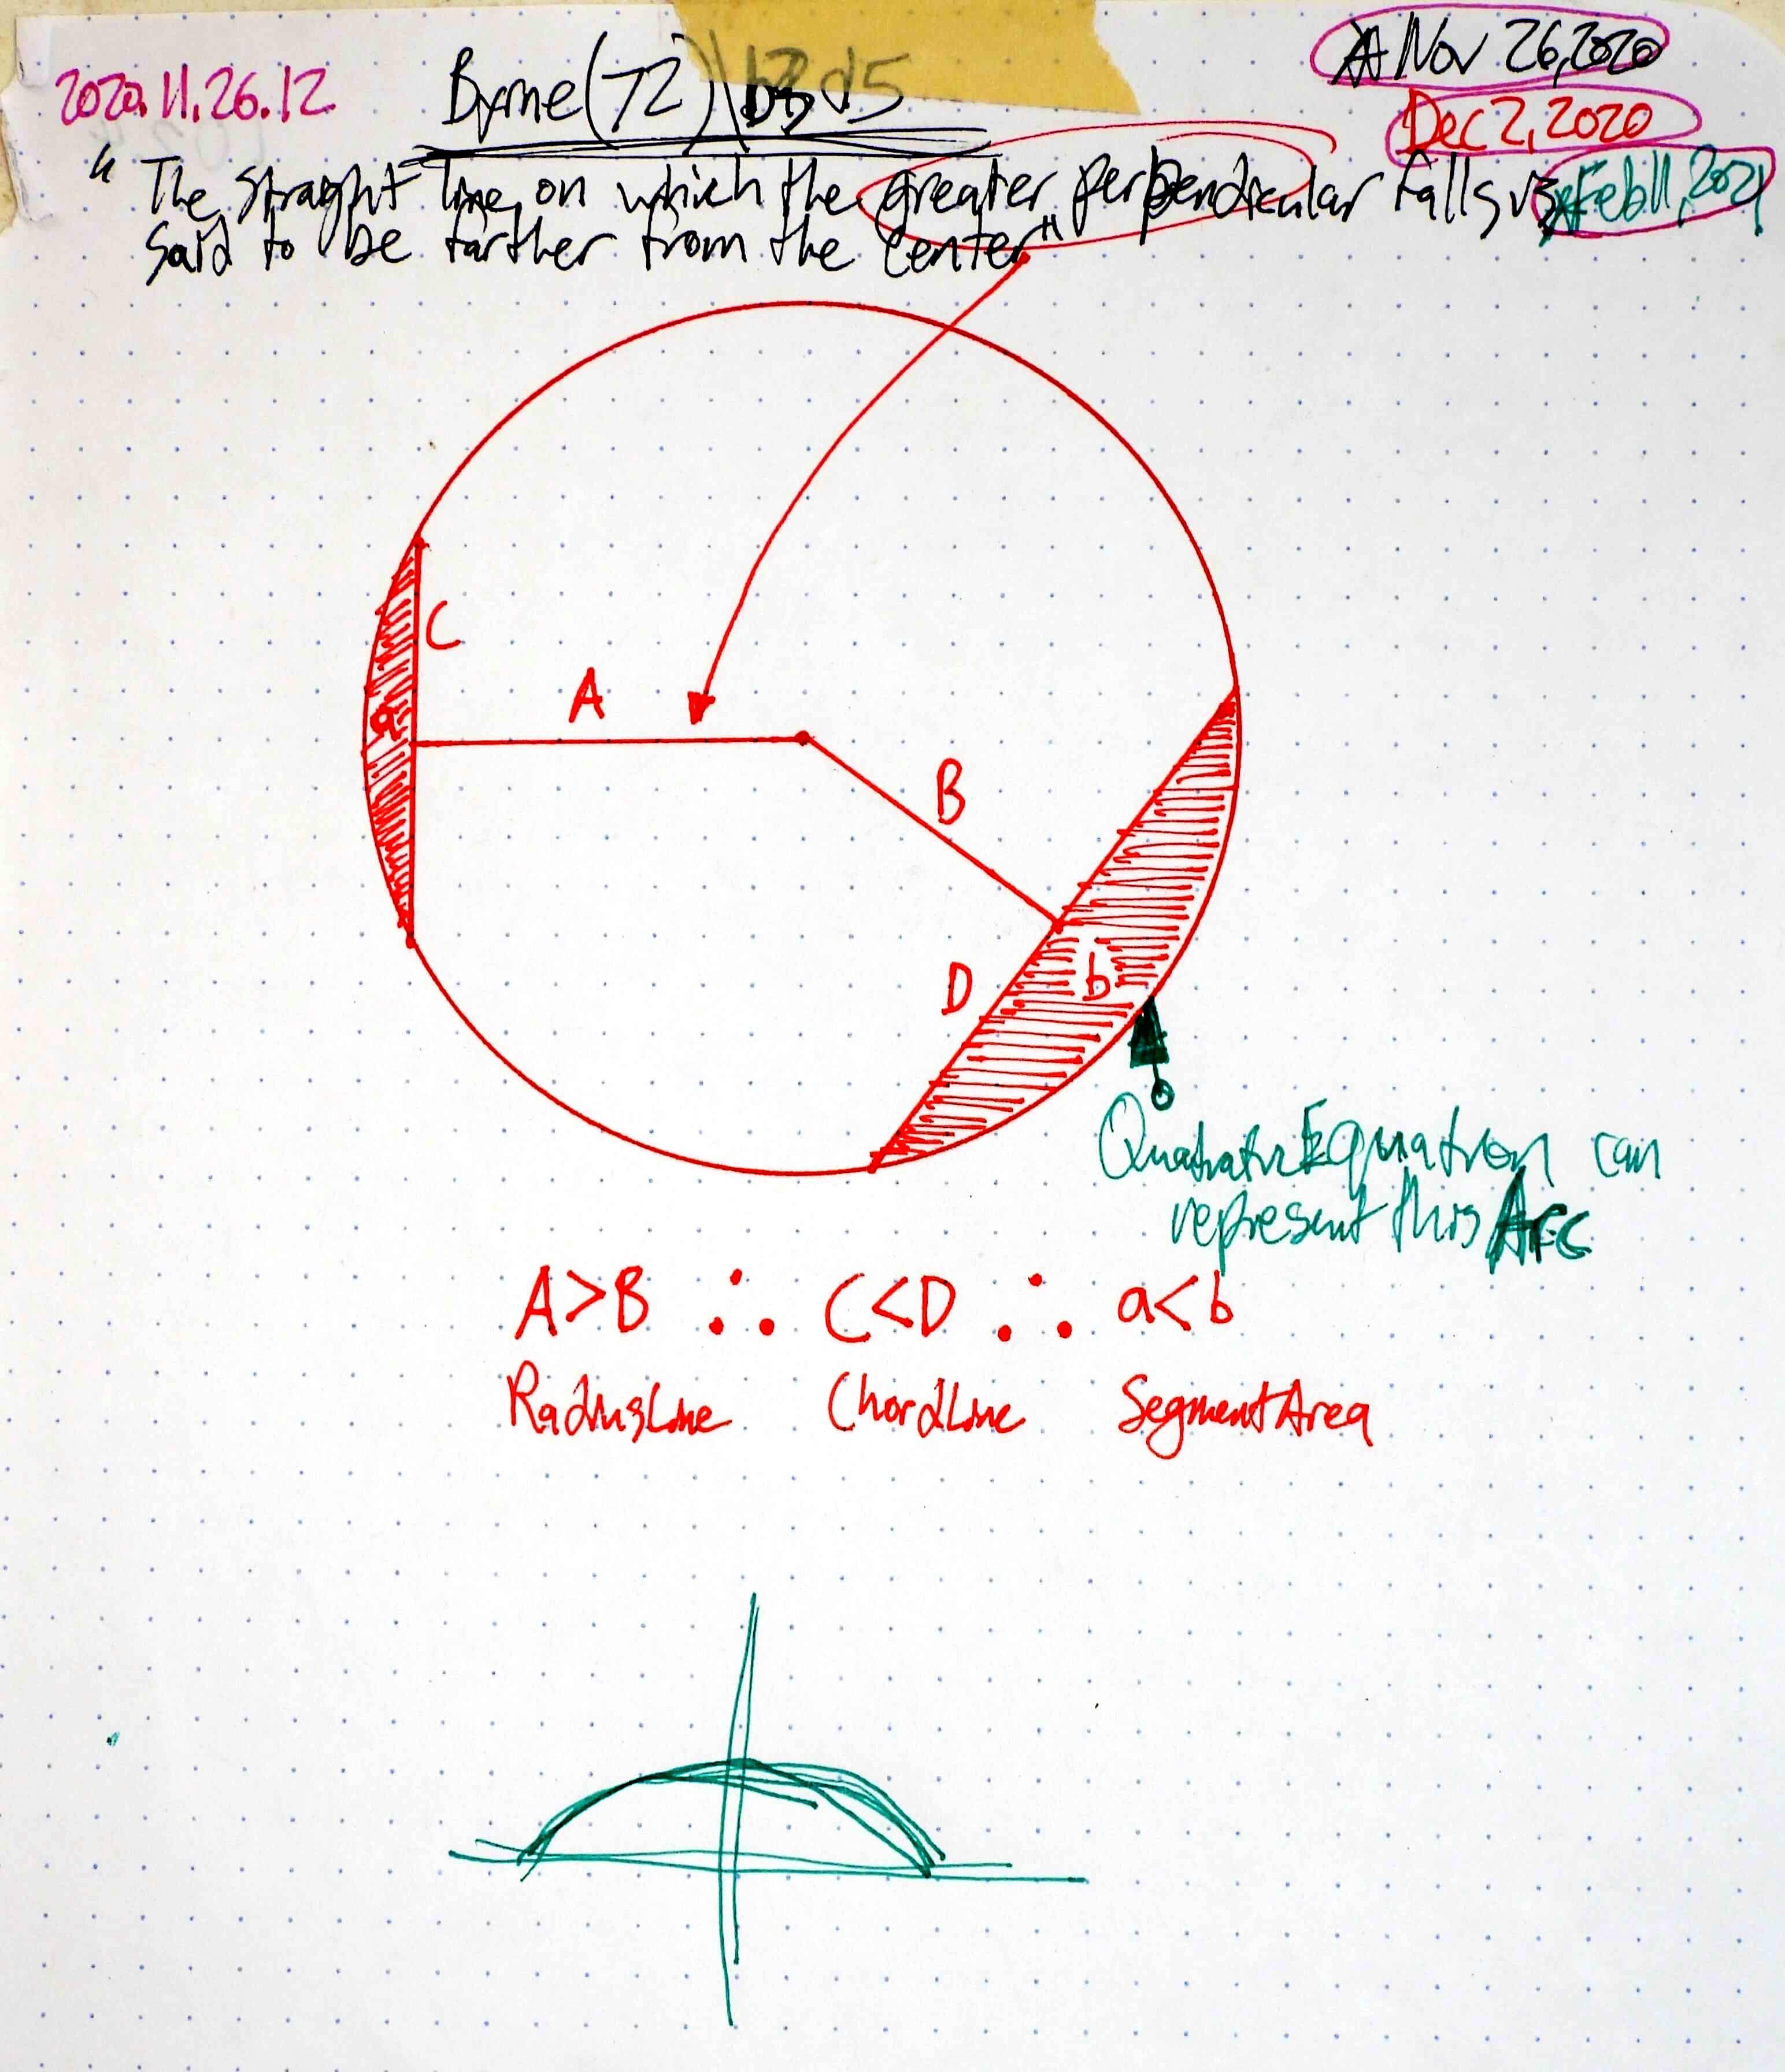 2020.11.26.12
Byrne(72)\b3d5
Nov 26,2020
Dec 2, 2020
Feb11,2021
"The straight line on which the greater perpendicular falls is
said to be farther from the center"
C
a
A
B
D
b
Quadratic Equation can
represent this Arc
A>B ∴ C<D ∴ a<b
RadiusLine ChordLine SegmentArea